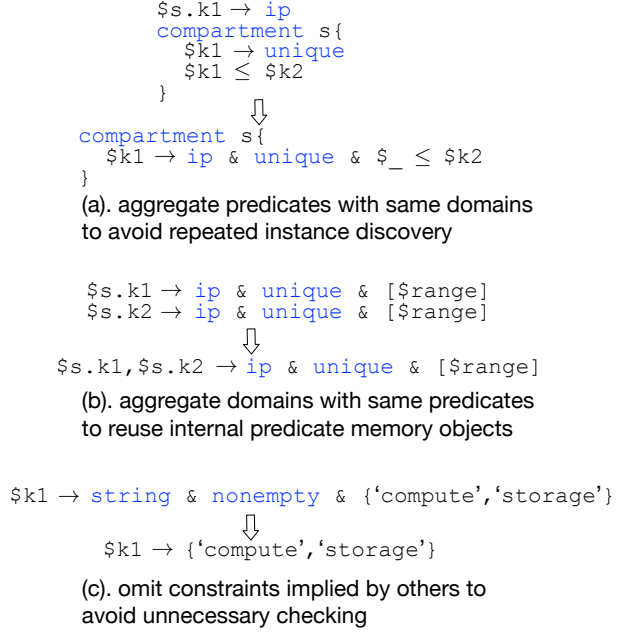 $s.k1 → ip
compartment s{
$k1 → unique
$k1 ≤ $k2
}
compartment s{
$k1 → ip & unique & $_ ≤ $k2
}
(a). aggregate predicates with same domains
to avoid repeated instance discovery
$s.k1 → ip & unique & [$range]
$s.k2 → ip & unique & [$range]
$s.k1,$s.k2 → ip & unique & [$range]
(b). aggregate domains with same predicates
to reuse internal predicate memory objects
$k1 → string & nonempty & {‘compute’,‘storage’}
$k1 → {‘compute’,‘storage’}
(c). omit constraints implied by others to
avoid unnecessary checking